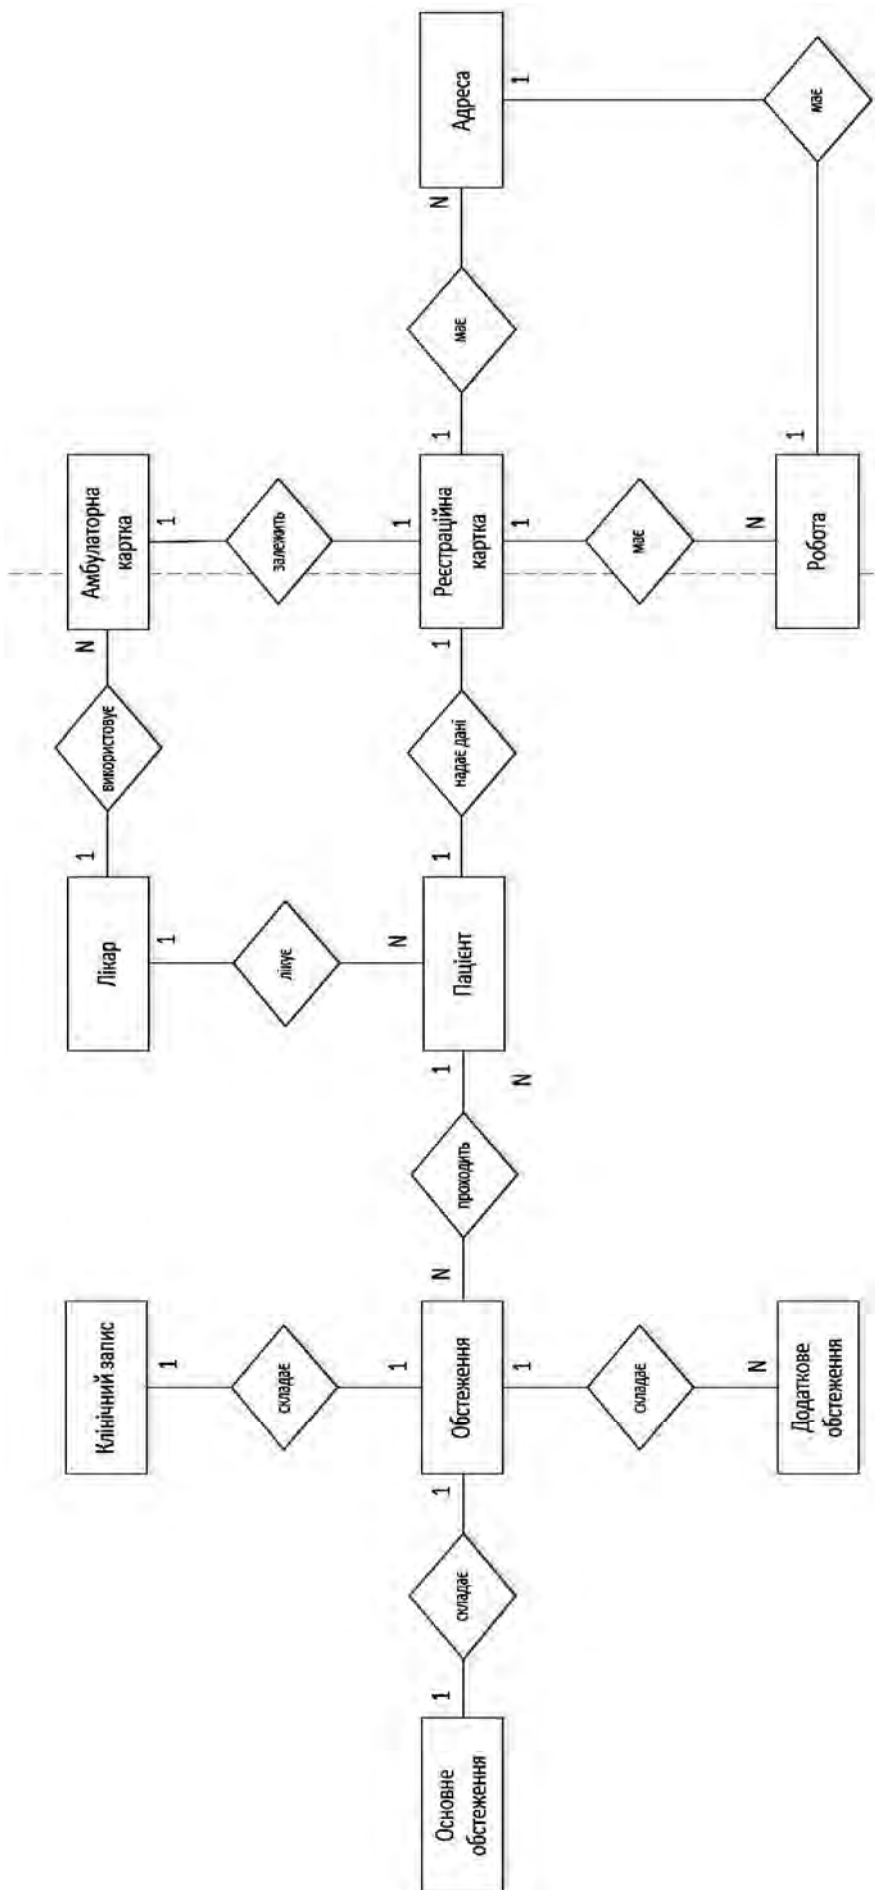 Клінічний запис
Лікар
1
використовує
N
Амбулаторна
картка
1
1
1
складає
лікує
залежить
1
N
1
Основне
обстеження
1
складає
1
Обстеження
N
проходить
1
Пацієнт
1
надає дані
1
Реєстраційна
картка
1
має
N
Адреса
1
N
1
1
складає
має
N
N
Додаткове
обстеження
Робота
1
має